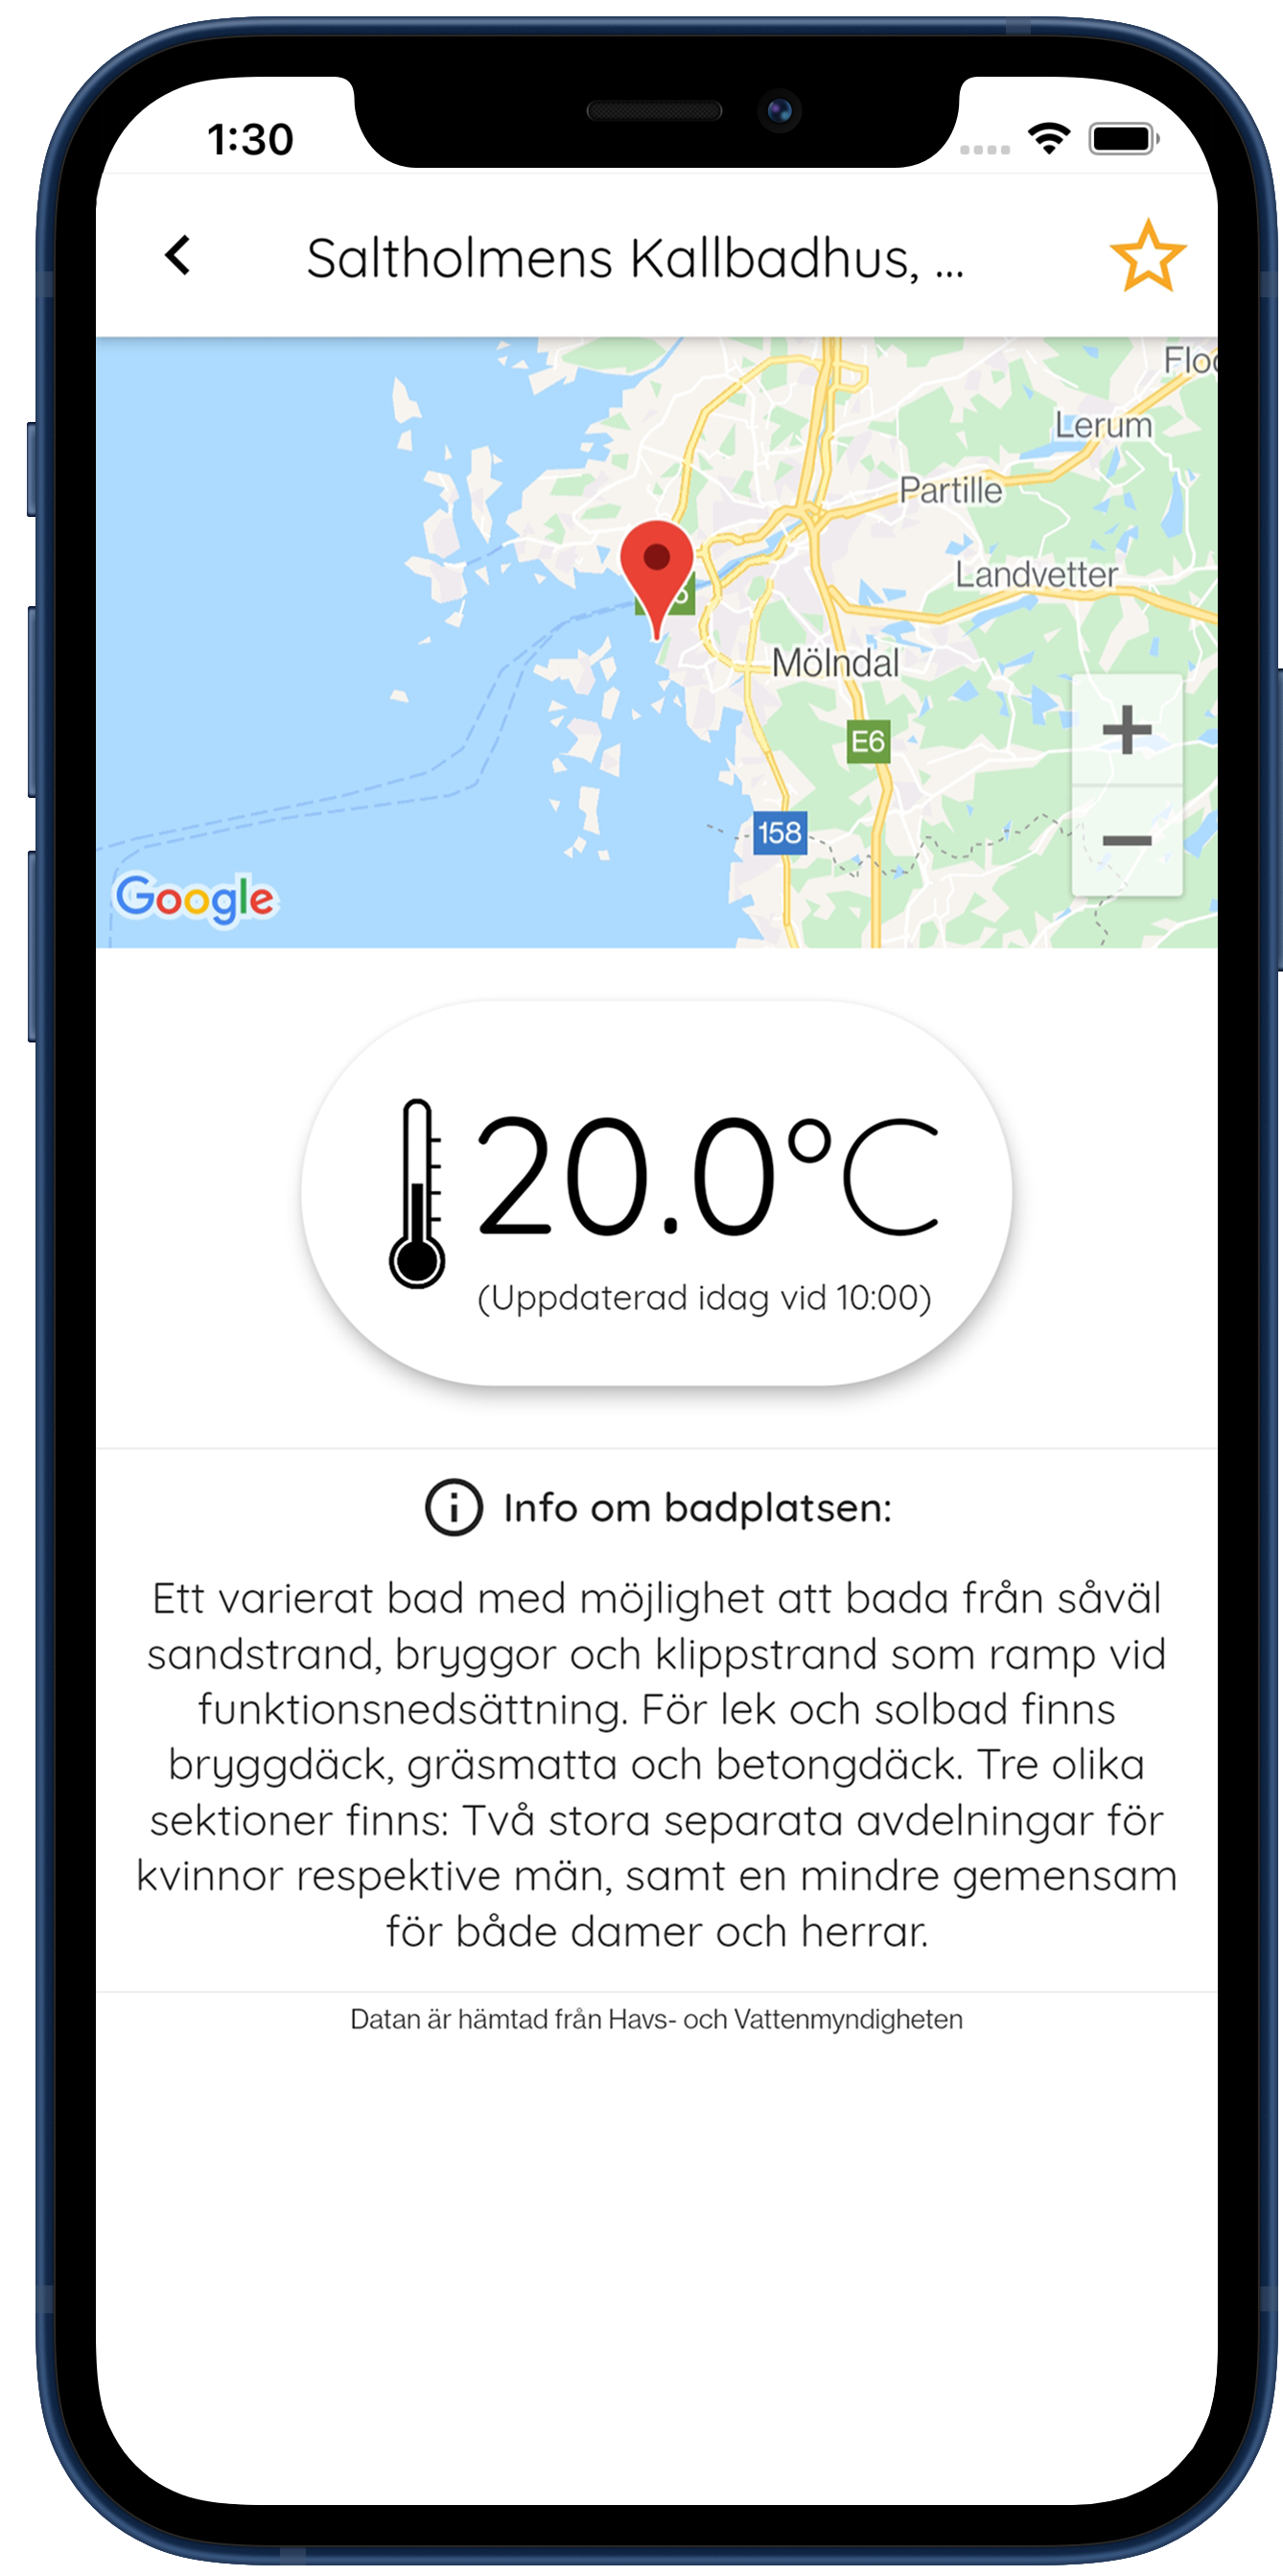 1:30
Saltholmens Kallbadhus, ...
Lerum
Partille
Landvetter
Mölndal
E6
158
Google
20.0°C
(Uppdaterad idag vid 10:00)
Info om badplatsen:
Ett varierat bad med möjlighet att bada från såväl
sandstrand, bryggor och klippstrand som ramp vid
funktionsnedsättning. För lek och solbad finns
bryggdäck, gräsmatta och betongdäck. Tre olika
sektioner finns: Två stora separata avdelningar för
kvinnor respektive män, samt en mindre gemensam
för både damer och herrar.
Datan är hämtad från Havs- och Vattenmyndigheten